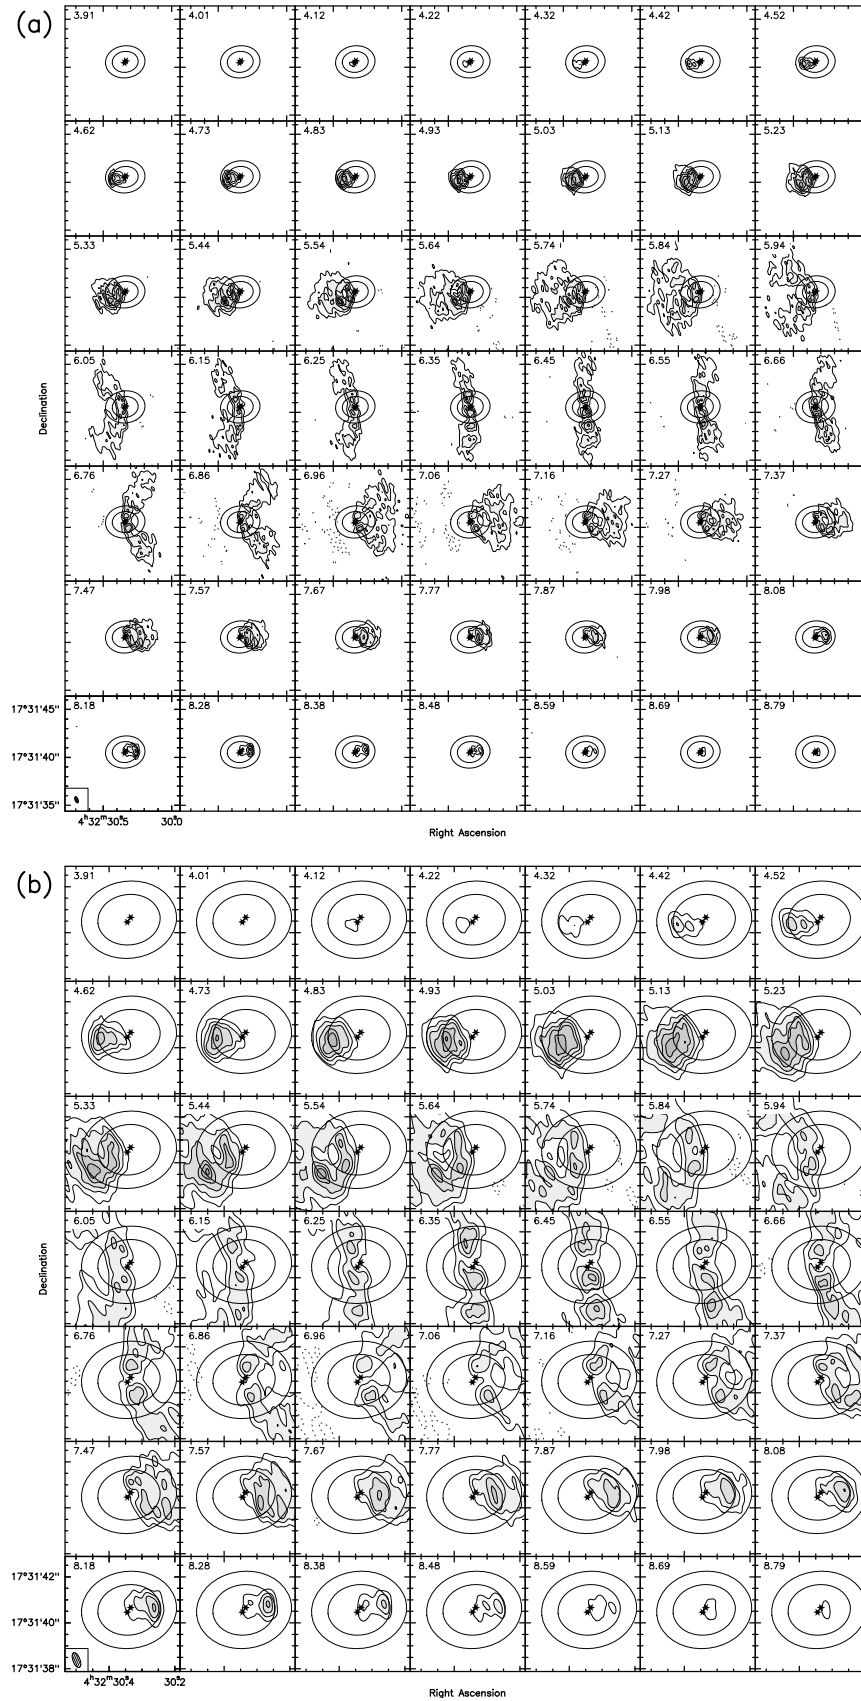 (a)
3.91 4.01 4.12 4.22 4.32 4.42 4.52
4.62 4.73 4.83 4.93 5.03 5.13 5.23
5.33 5.44 5.54 5.64 5.74 5.84 5.94
6.05 6.15 6.25 6.35 6.45 6.55 6.66
Declination
6.76 6.86 6.96 7.06 7.16 7.27 7.37
7.47 7.57 7.67 7.77 7.87 7.98 8.08
17°31'45"
8.18 8.28 8.38 8.48 8.59 8.69 8.79
17°31'40"
17°31'35"
4ʰ32ᵐ30ˢ.5 30ˢ.0
Right Ascension
(b)
3.91 4.01 4.12 4.22 4.32 4.42 4.52
4.62 4.73 4.83 4.93 5.03 5.13 5.23
5.33 5.44 5.54 5.64 5.74 5.84 5.94
6.05 6.15 6.25 6.35 6.45 6.55 6.66
Declination
6.76 6.86 6.96 7.06 7.16 7.27 7.37
7.47 7.57 7.67 7.77 7.87 7.98 8.08
8.18 8.28 8.38 8.48 8.59 8.69 8.79
17°31'42"
17°31'40"
17°31'38"
4ʰ32ᵐ30ˢ.4 30ˢ.2
Right Ascension